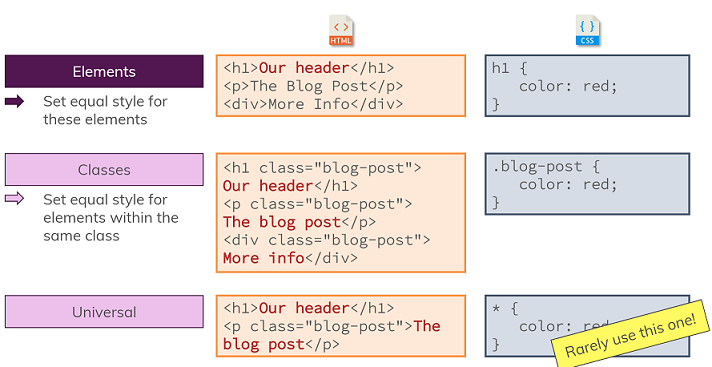 HTML
CSS
Elements
Set equal style for
these elements
<h1>Our header</h1>
<p>The Blog Post</p>
<div>More Info</div>
h1 {
color: red;
}
Classes
Set equal style for
elements within the
same class
<h1 class="blog-post">
Our header</h1>
<p class="blog-post">
The blog post</p>
<div class="blog-post">
More info</div>
.blog-post {
color: red;
}
Universal
<h1>Our header</h1>
<p class="blog-post">The
blog post</p>
* {
color: red;
}
Rarely use this one!